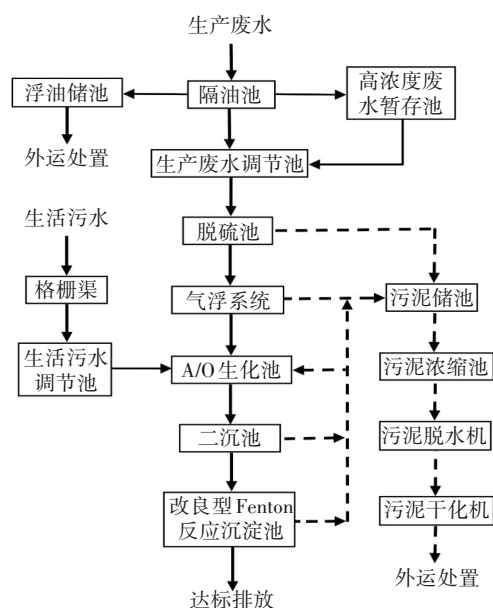 生产废水
浮油储池
隔油池
高浓度废
水暂存池
外运处置
生产废水调节池
生活污水
脱硫池
格栅渠
气浮系统
污泥储池
生活污水
调节池
A/O生化池
污泥浓缩池
二沉池
污泥脱水机
改良型Fenton
反应沉淀池
污泥干化机
外运处置
达标排放